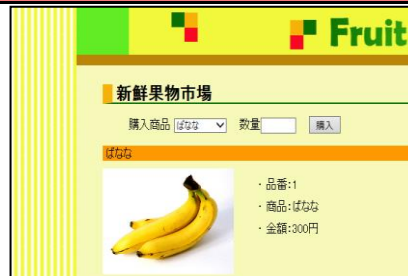 Fruit
新鮮果物市場
購入商品 ばなな 数量 購入
ばなな
・品番:1
・商品:ばなな
・金額:300円